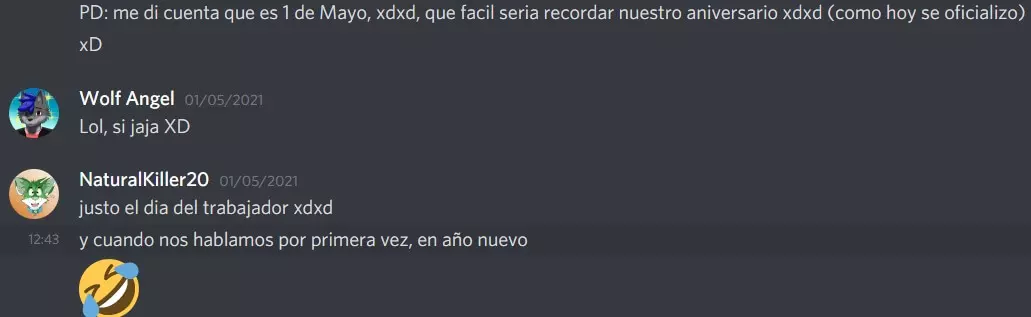 PD: me di cuenta que es 1 de Mayo, xdxd, que facil seria recordar nuestro aniversario xdxd (como hoy se oficializo)
xD
Wolf Angel 01/05/2021
Lol, si jaja XD
NaturalKiller20 01/05/2021
justo el dia del trabajador xdxd
12:43 y cuando nos hablamos por primera vez, en año nuevo